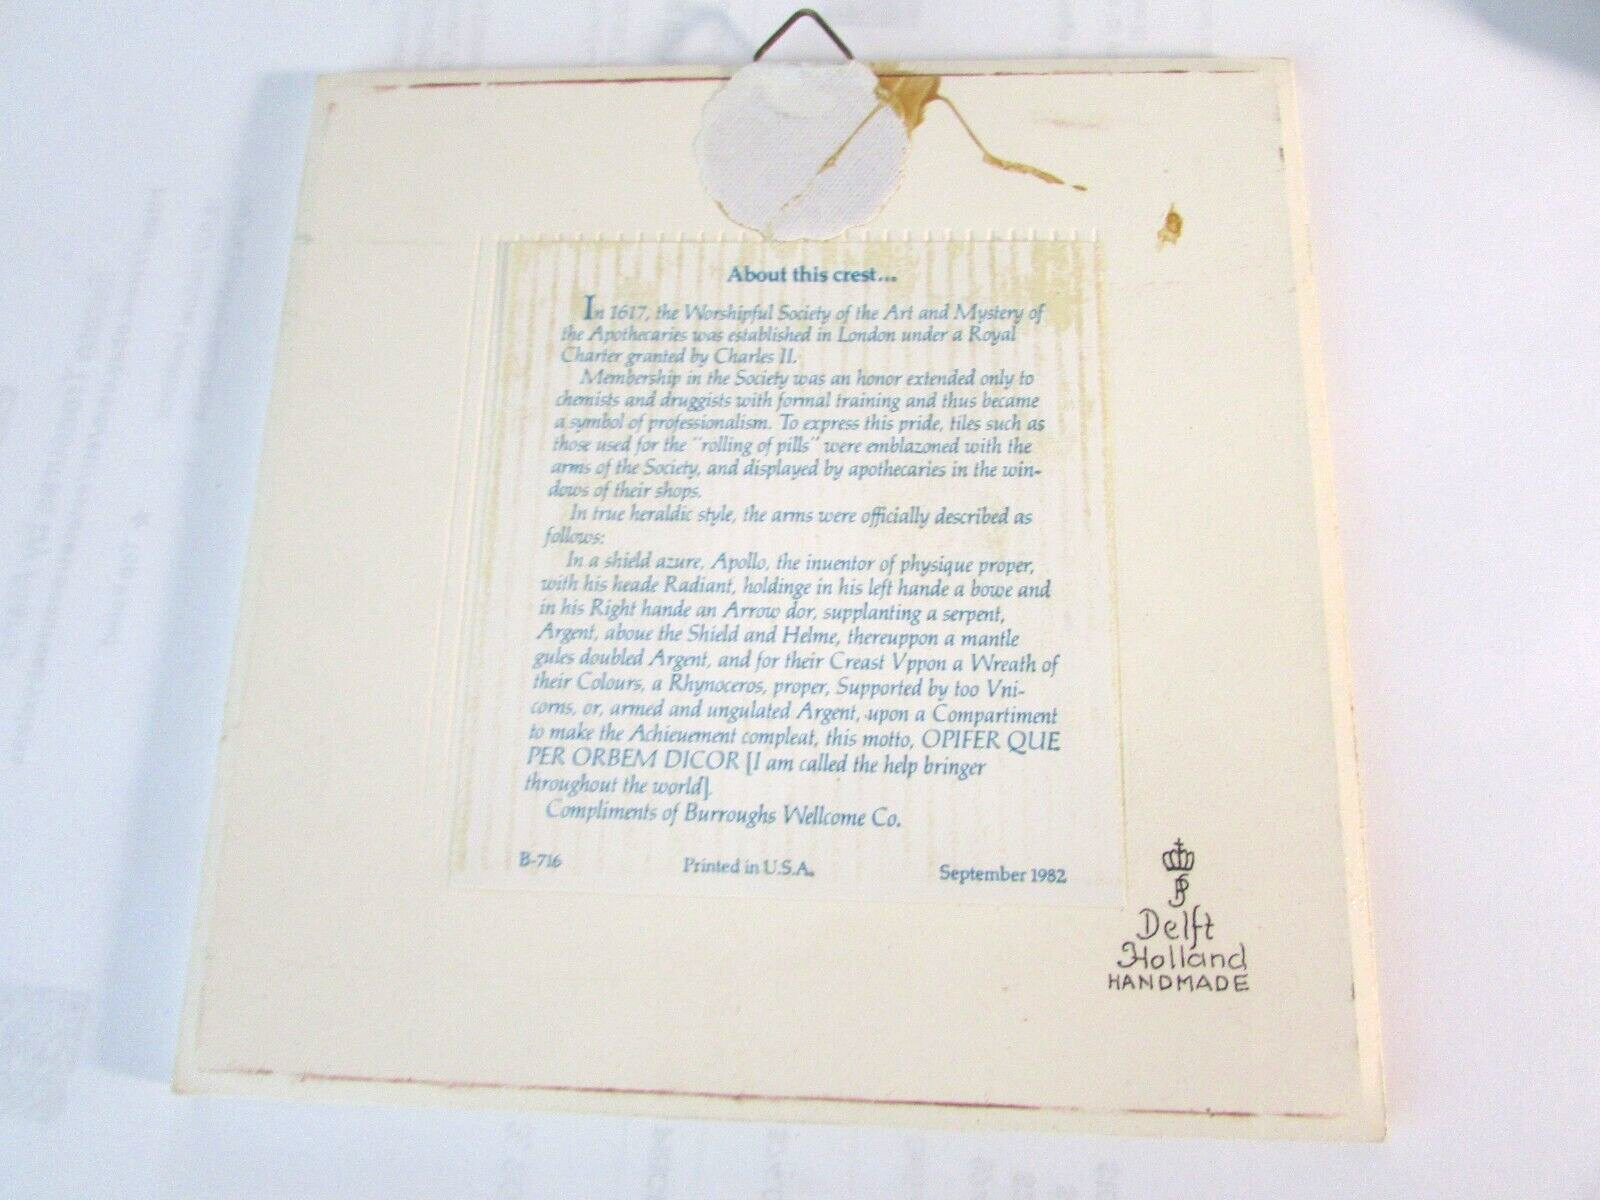 About this crest...
In 1617, the Worshipful Society of the Art and Mystery of
the Apothecaries was established in London under a Royal
Charter granted by Charles II.
Membership in the Society was an honor extended only to
chemists and druggists with formal training and thus became
a symbol of professionalism. To express this pride, tiles such as
those used for the "rolling of pills" were emblazoned with the
arms of the Society, and displayed by apothecaries in the win-
dows of their shops.
In true heraldic style, the arms were officially described as
follows:
In a shield azure, Apollo, the inuentor of physique proper,
with his heade Radiant, holdinge in his left hande a bowe and
in his Right hande an Arrow dor, supplanting a serpent,
Argent, aboue the Shield and Helme, thereuppon a mantle
gules doubled Argent, and for their Creast Vppon a Wreath of
their Colours, a Rhynoceros, proper, Supported by too Vni-
corns, or, armed and ungulated Argent, upon a Compartiment
to make the Achieuement compleat, this motto, OPIFER QUE
PER ORBEM DICOR [I am called the help bringer
throughout the world].
Compliments of Burroughs Wellcome Co.
B-716 Printed in U.S.A. September 1982
Delft
Holland
HANDMADE